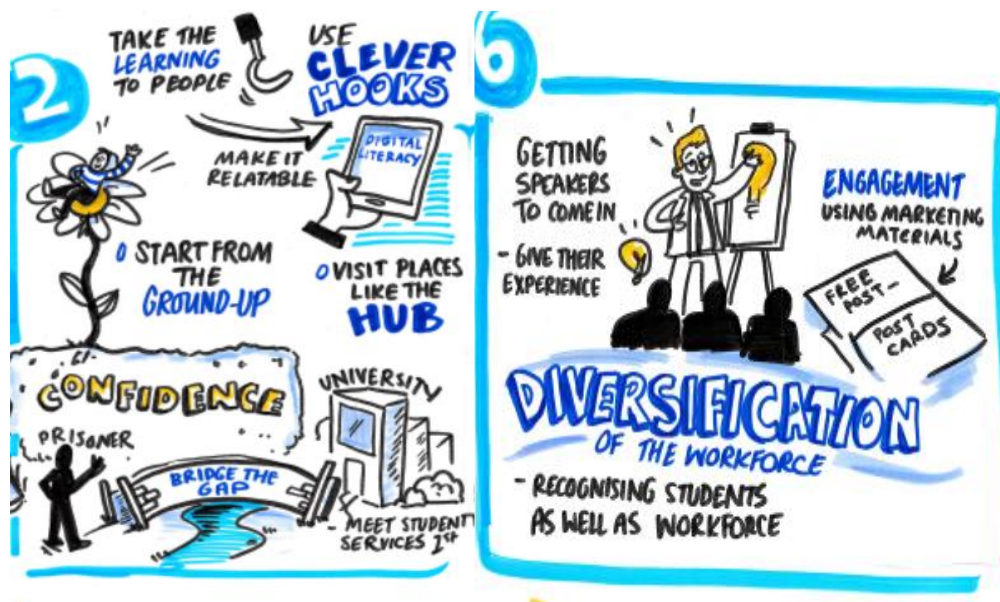 2
TAKE THE
LEARNING
TO PEOPLE
USE
CLEVER
HOOKS
MAKE IT
RELATABLE
DIGITAL
LITERACY
0 START FROM
THE
GROUND-UP
0 VISIT PLACES
LIKE THE
HUB
CONFIDENCE
PRISONER
BRIDGE THE
GAP
UNIVERSITY
- MEET STUDENT
SERVICES 1ST
6
GETTING
SPEAKERS
TO COME IN
- GIVE THEIR
EXPERIENCE
ENGAGEMENT
USING MARKETING
MATERIALS
FREE
POST-
POST
CARDS
DIVERSIFICATION
OF THE WORKFORCE
- RECOGNISING STUDENTS
AS WELL AS WORKFORCE